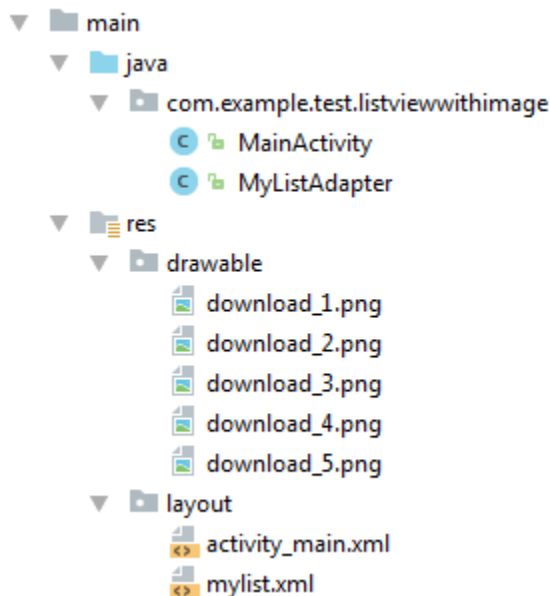 main
java
com.example.test.listviewwithimage
C MainActivity
C MyListAdapter
res
drawable
download_1.png
download_2.png
download_3.png
download_4.png
download_5.png
layout
activity_main.xml
mylist.xml